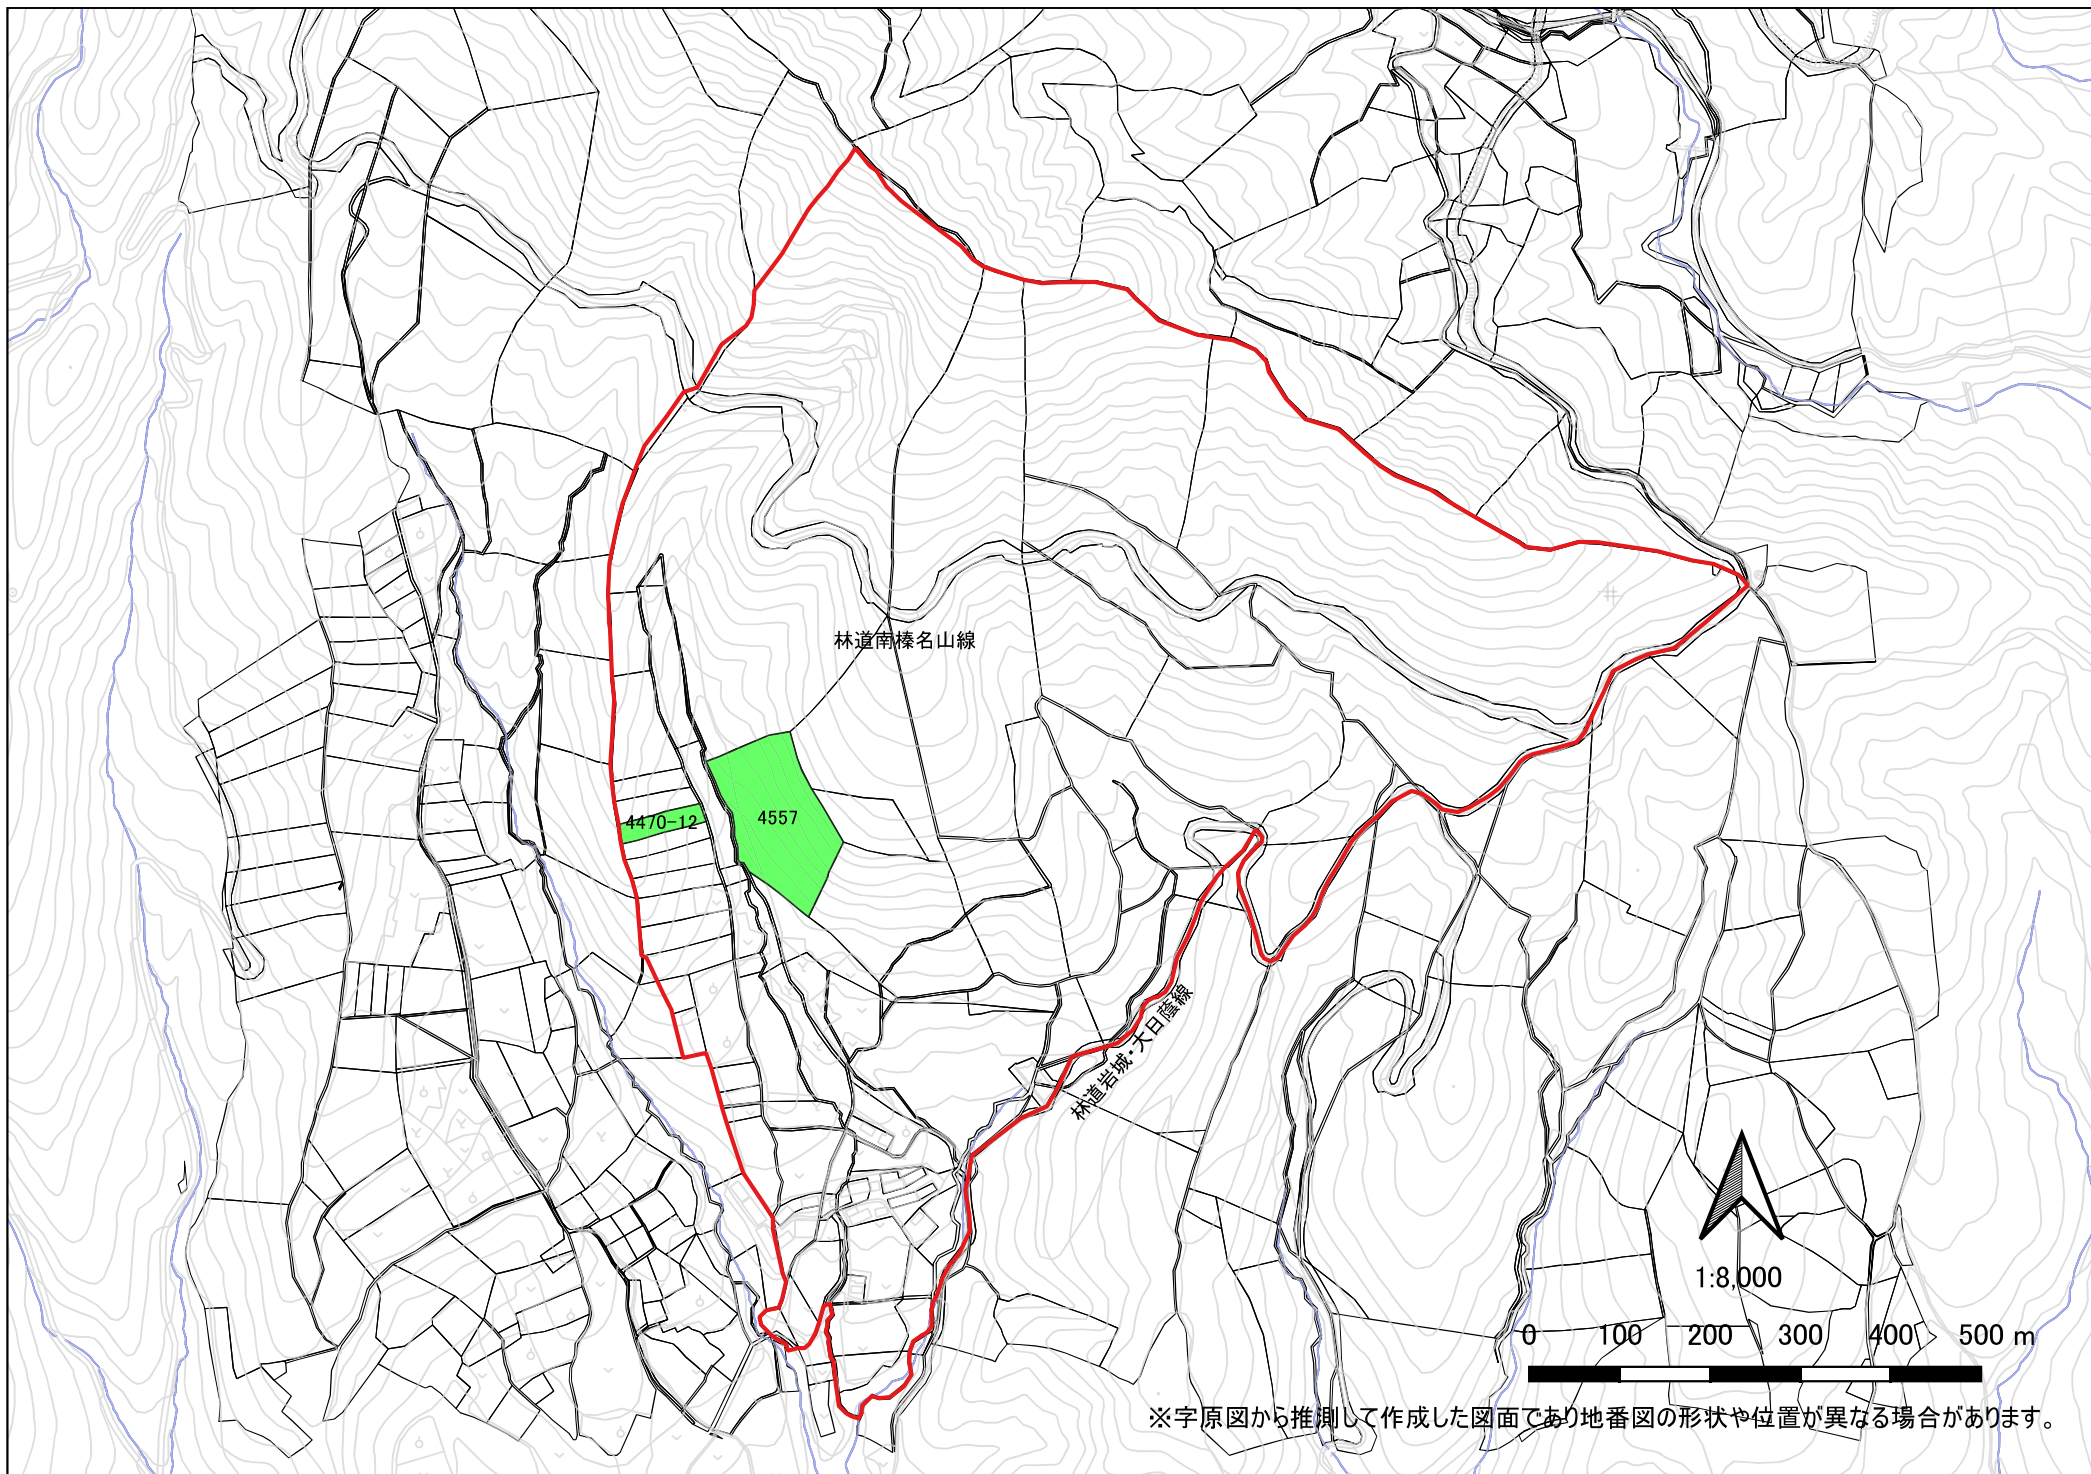 林道南榛名山線
4557
4470-12
林道岩城・大日蔭線
1:8,000
0 100 200 300 400 500 m
※字原図から推測して作成した図面であり地番図の形状や位置が異なる場合があります。